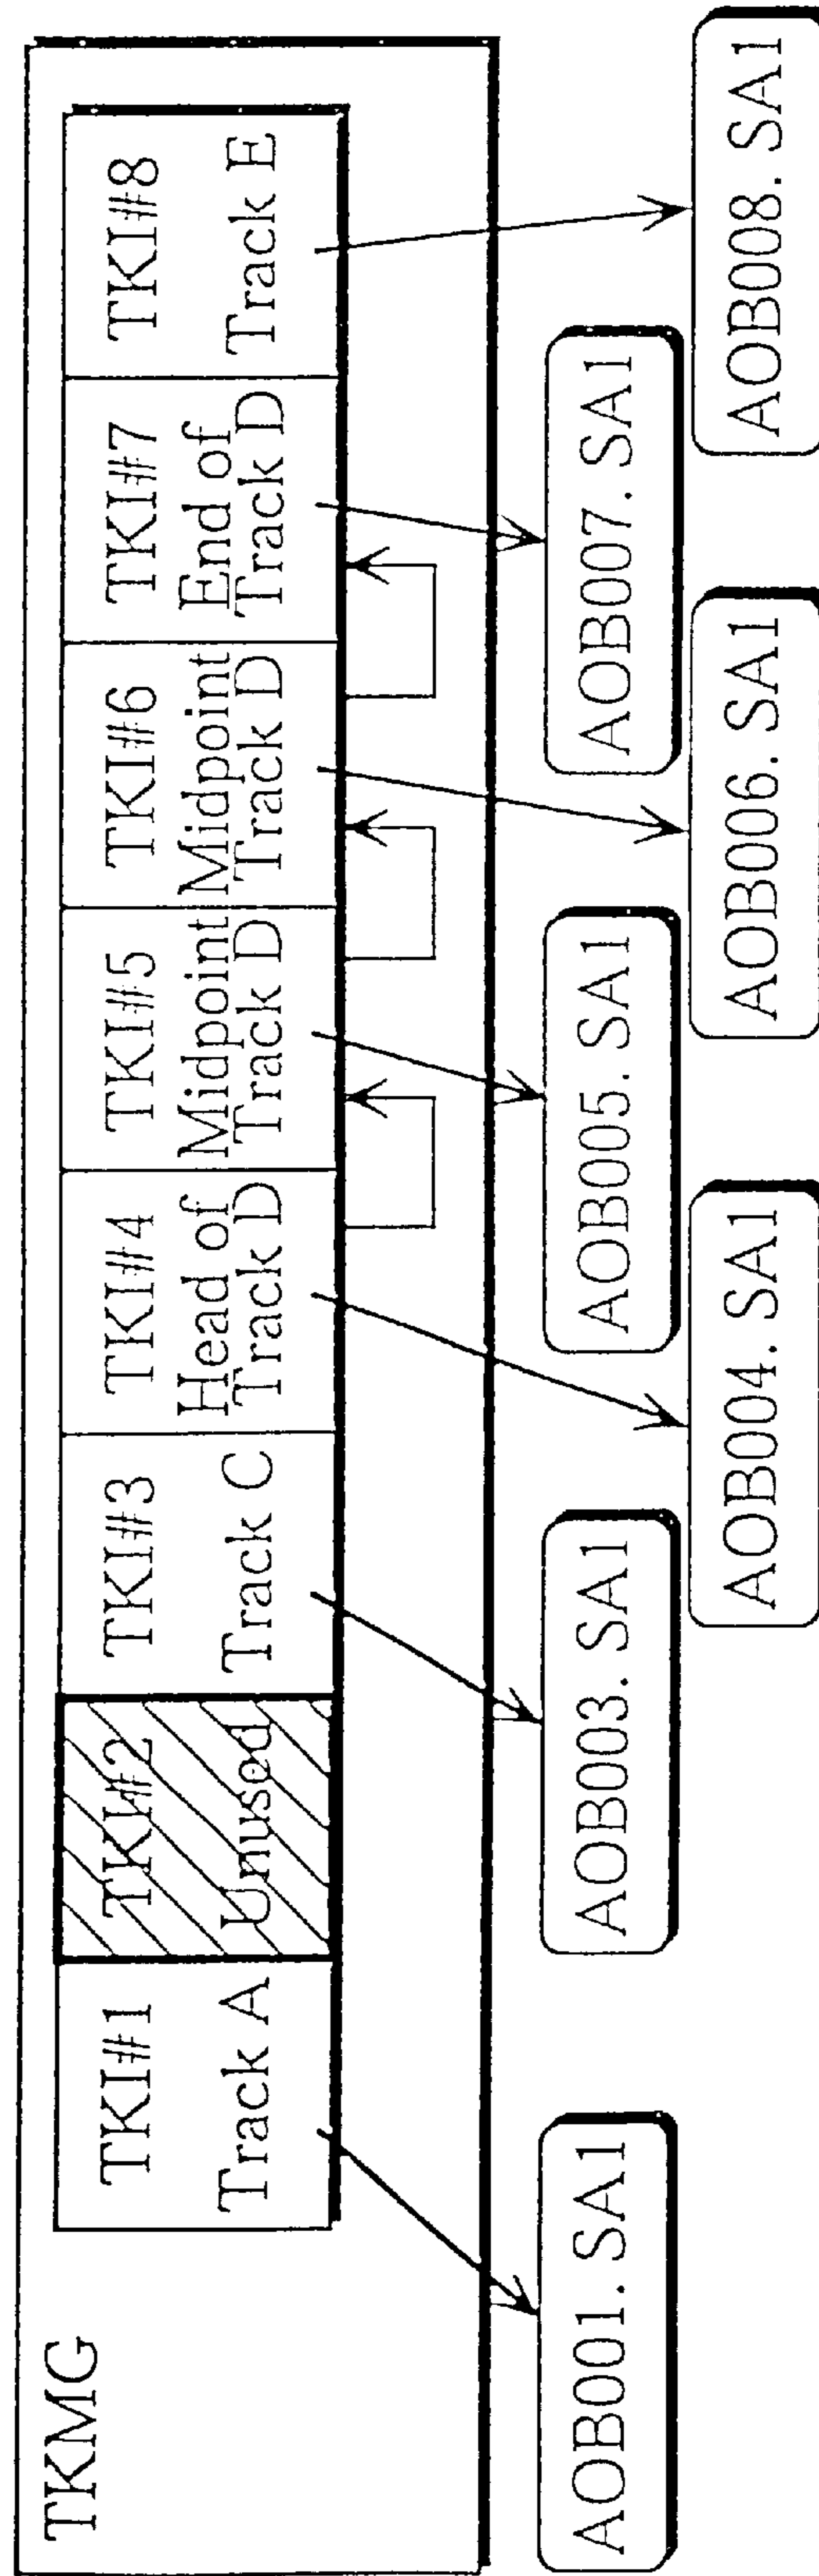 TKMG
TKI#1
Track A
TKI#2
Unused
TKI#3
Track C
TKI#4
Head of
Track D
TKI#5
Midpoint
Track D
TKI#6
Midpoint
Track D
TKI#7
End of
Track D
TKI#8
Track E
AOB001. SA1
AOB003. SA1
AOB004. SA1
AOB005. SA1
AOB006. SA1
AOB007. SA1
AOB008. SA1